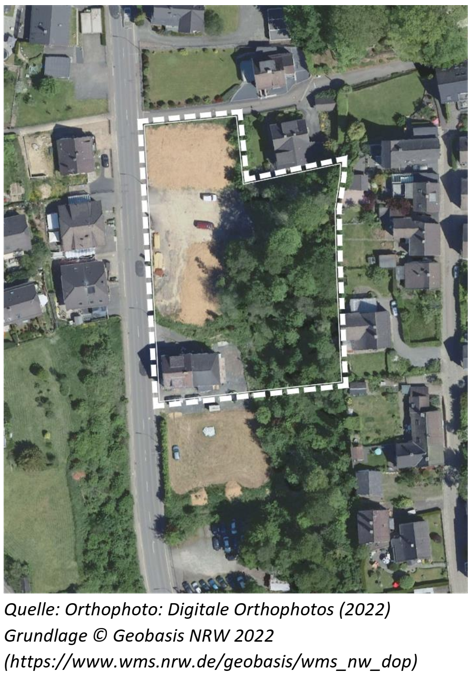 Quelle: Orthophoto: Digitale Orthophotos (2022)
Grundlage © Geobasis NRW 2022
(https://www.wms.nrw.de/geobasis/wms_nw_dop)